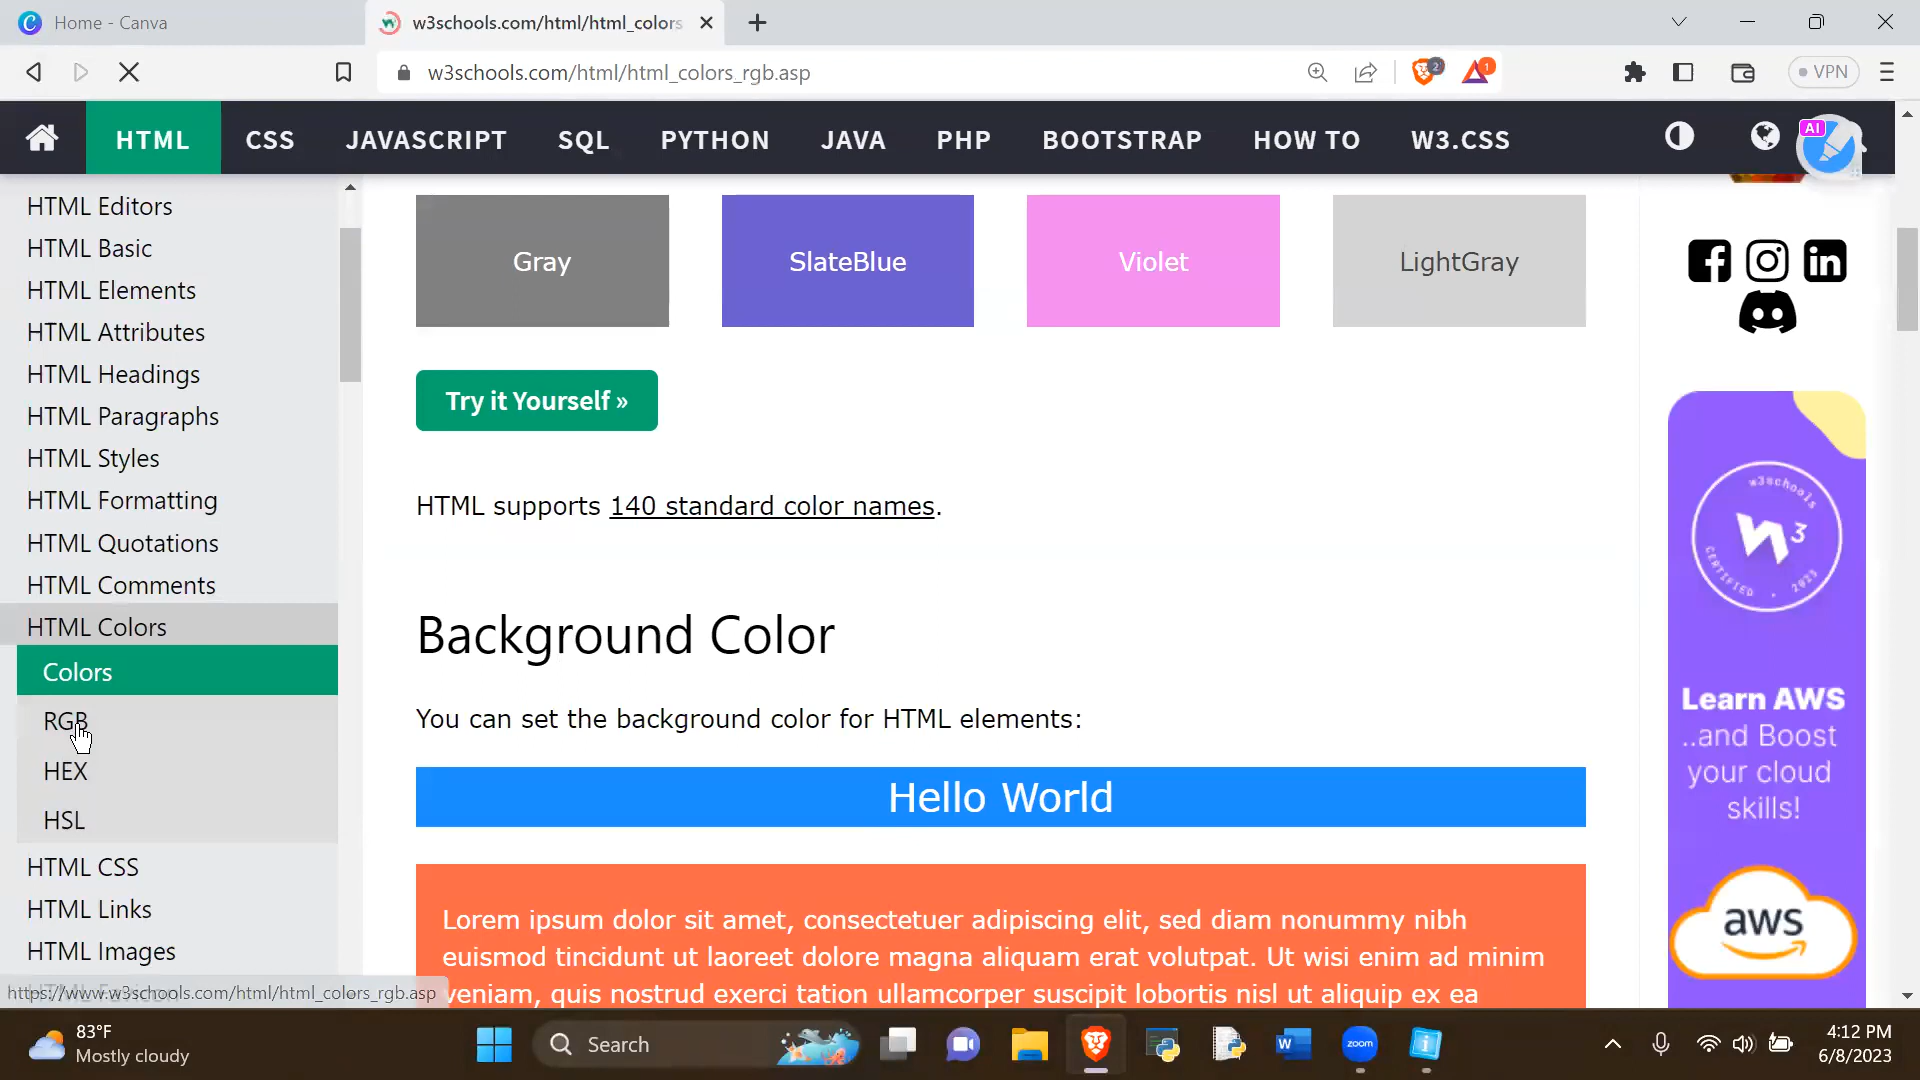 Home - Canva
w3schools.com/html/html_colors
w3schools.com/html/html_colors_rgb.asp
2
1
VPN
HTML
CSS
JAVASCRIPT
SQL
PYTHON
JAVA
PHP
BOOTSTRAP
HOW TO
W3.CSS
AI
HTML Editors
HTML Basic
HTML Elements
HTML Attributes
HTML Headings
HTML Paragraphs
HTML Styles
HTML Formatting
HTML Quotations
HTML Comments
HTML Colors
Colors
RGB
HEX
HSL
HTML CSS
HTML Links
HTML Images
https://www.w3schools.com/html/html_colors_rgb.asp
Gray
SlateBlue
Violet
LightGray
Try it Yourself »
HTML supports 140 standard color names.
Background Color
You can set the background color for HTML elements:
Hello World
Lorem ipsum dolor sit amet, consectetuer adipiscing elit, sed diam nonummy nibh
euismod tincidunt ut laoreet dolore magna aliquam erat volutpat. Ut wisi enim ad minim
veniam, quis nostrud exerci tation ullamcorper suscipit lobortis nisl ut aliquip ex ea
w3schools
CERTIFIED . 2023
Learn AWS
..and Boost
your cloud
skills!
aws
83°F
Mostly cloudy
Search
zoom
4:12 PM
6/8/2023